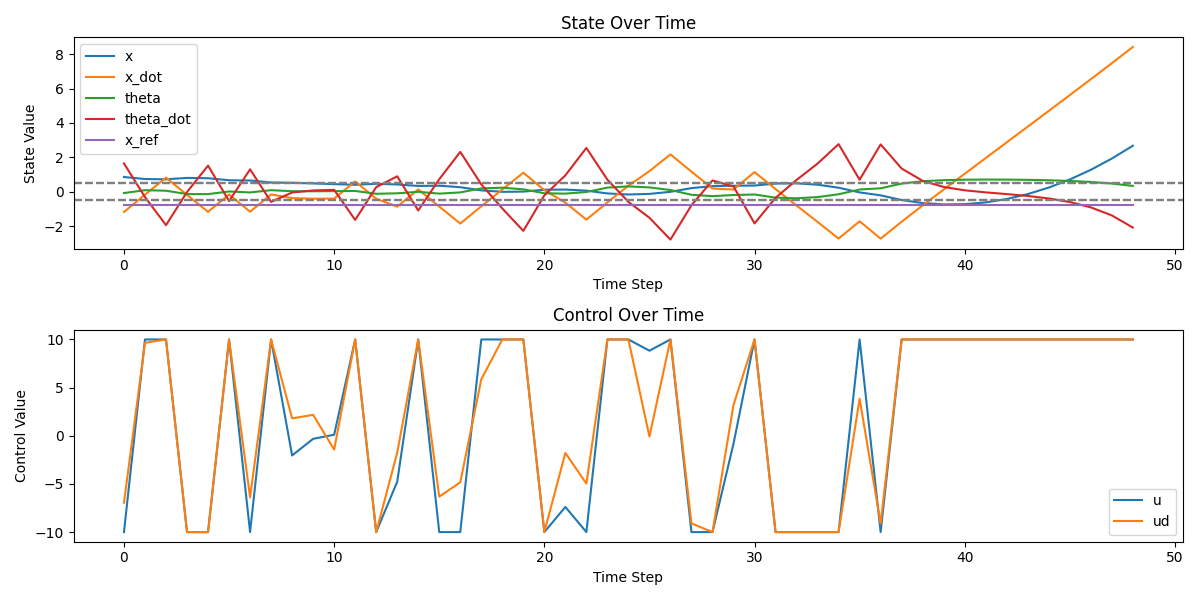 State Over Time
State Value
8
6
4
2
0
−2
x
x_dot
theta
theta_dot
x_ref
0 10 20 30 40 50
Time Step
Control Over Time
Control Value
10
5
0
−5
−10
u
ud
0 10 20 30 40 50
Time Step